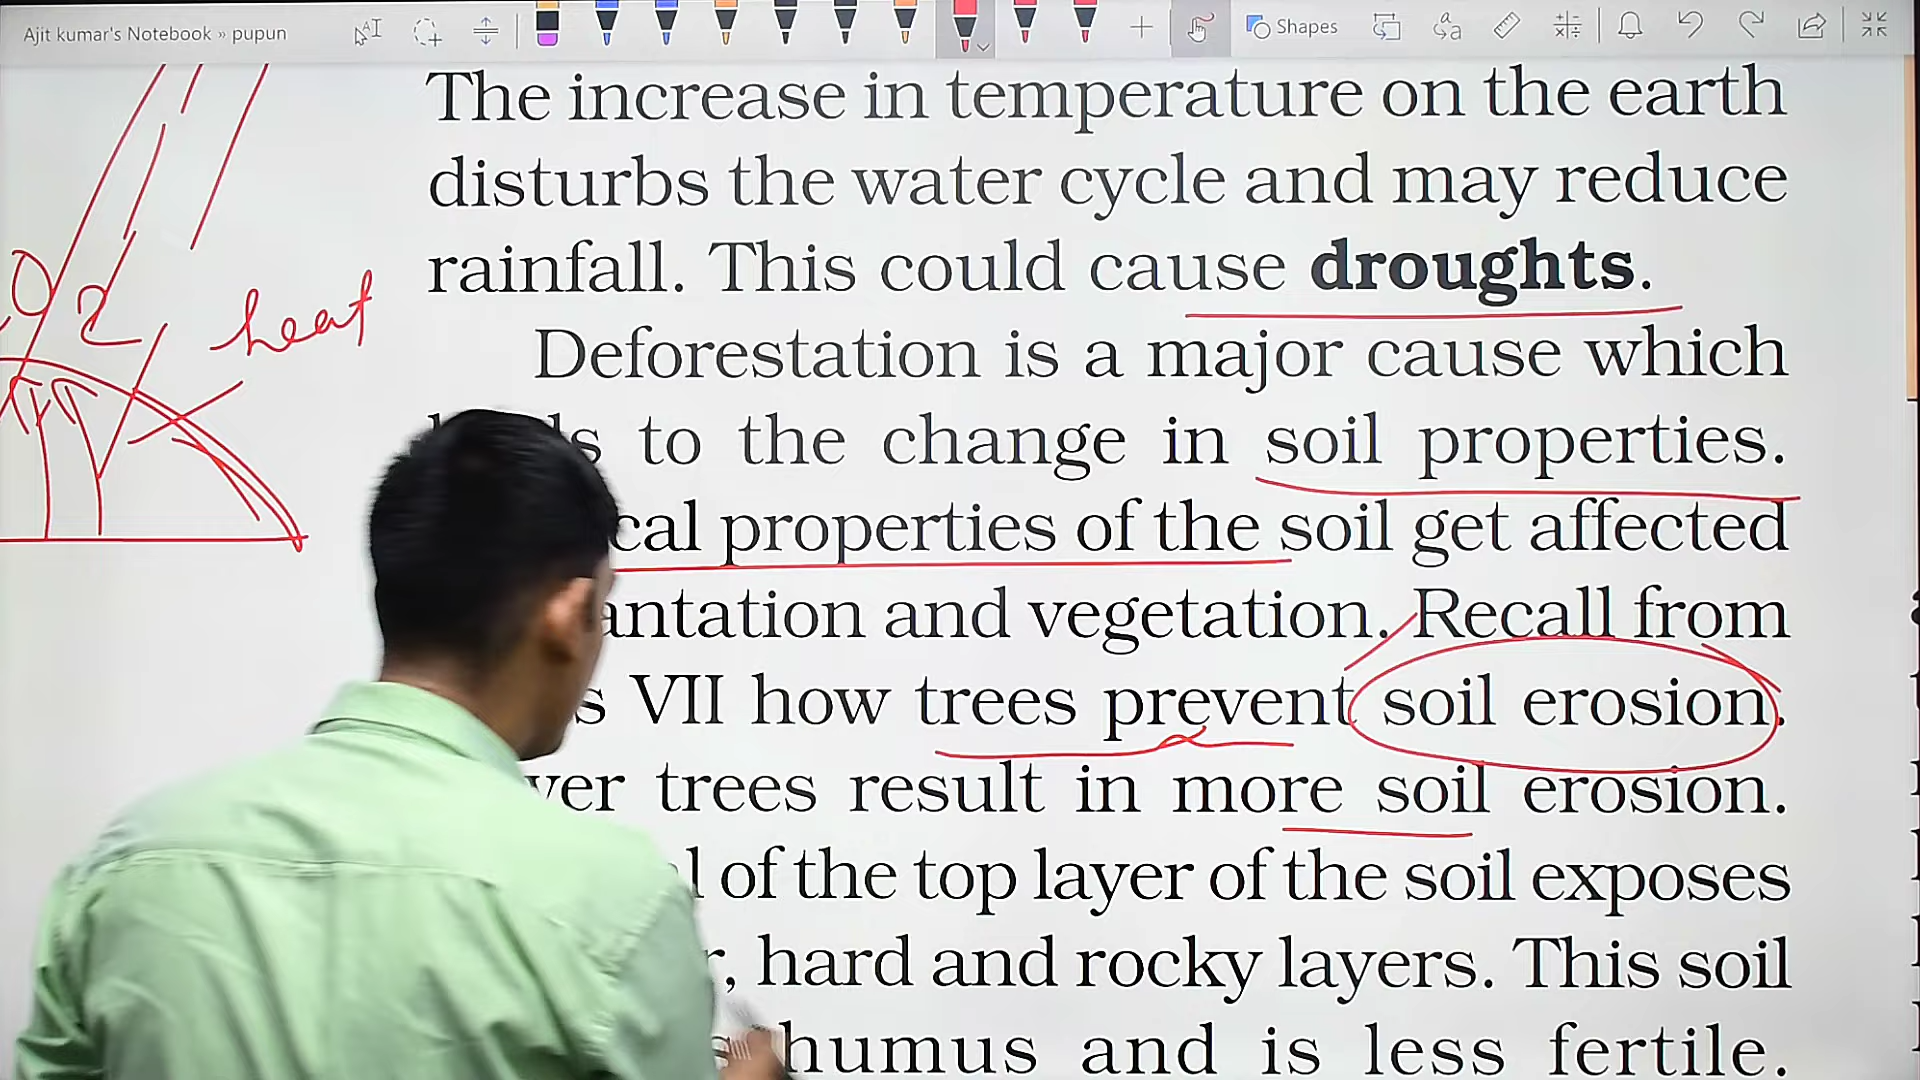 Ajit kumar's Notebook » pupun
Shapes
The increase in temperature on the earth
disturbs the water cycle and may reduce
rainfall. This could cause droughts.
O2 heat
Deforestation is a major cause which
to the change in soil properties.
properties of the soil get affected
and vegetation. Recall from
VII how trees prevent soil erosion.
trees result in more soil erosion.
of the top layer of the soil exposes
hard and rocky layers. This soil
humus and is less fertile.